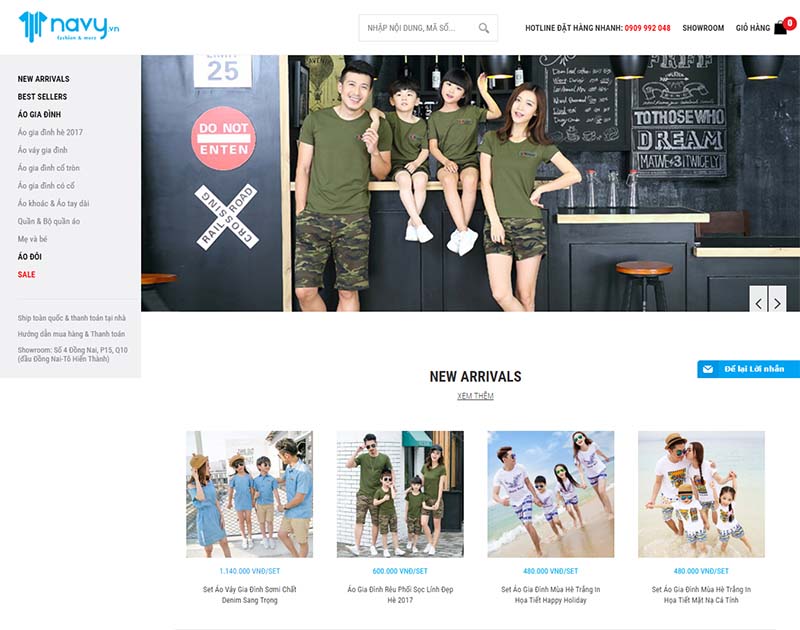 navy.vn
fashion & more
NHẬP NỘI DUNG, MÃ SỐ...
HOTLINE ĐẶT HÀNG NHANH: 0909 992 048
SHOWROOM
GIỎ HÀNG
0
NEW ARRIVALS
BEST SELLERS
ÁO GIA ĐÌNH
Áo gia đình hè 2017
Áo váy gia đình
Áo gia đình cổ tròn
Áo gia đình có cổ
Áo khoác & Áo tay dài
Quần & Bộ quần áo
Mẹ và bé
ÁO ĐÔI
SALE
Ship toàn quốc & thanh toán tại nhà
Hướng dẫn mua hàng & Thanh toán
Showroom: Số 4 Đồng Nai, P15, Q10
(đầu Đồng Nai-Tô Hiến Thành)
LIMIT
25
DO NOT
ENTEN
RAIL ROAD
CROSSING
FRIE
TO THOSE WHO
DREAM
Để lại Lời nhắn
NEW ARRIVALS
XEM THÊM
1.140.000 VNĐ/SET
Set Áo Váy Gia Đình Sơmi Chất
Denim Sang Trọng
600.000 VNĐ/SET
Áo Gia Đình Rêu Phối Sọc Lính Đẹp
Hè 2017
480.000 VNĐ/SET
Set Áo Gia Đình Mùa Hè Trắng In
Họa Tiết Happy Holiday
480.000 VNĐ/SET
Set Áo Gia Đình Mùa Hè Trắng In
Họa Tiết Mặt Nạ Cá Tính